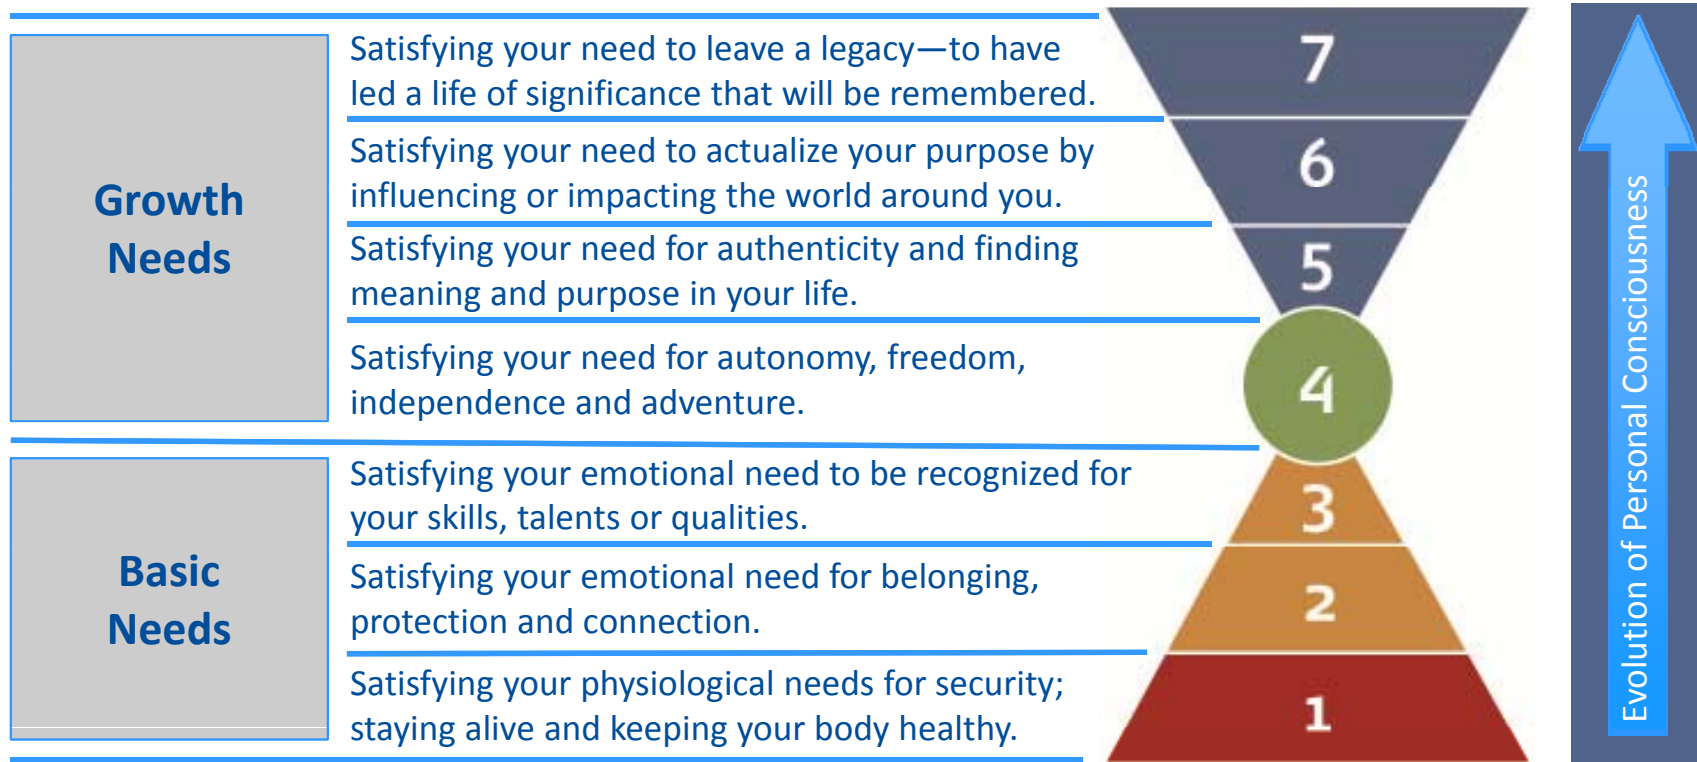 Growth
Needs
Satisfying your need to leave a legacy—to have
led a life of significance that will be remembered.
7
Satisfying your need to actualize your purpose by
influencing or impacting the world around you.
6
Satisfying your need for authenticity and finding
meaning and purpose in your life.
5
Satisfying your need for autonomy, freedom,
independence and adventure.
4
Basic
Needs
Satisfying your emotional need to be recognized for
your skills, talents or qualities.
3
Satisfying your emotional need for belonging,
protection and connection.
2
Satisfying your physiological needs for security;
staying alive and keeping your body healthy.
1
Evolution of Personal Consciousness